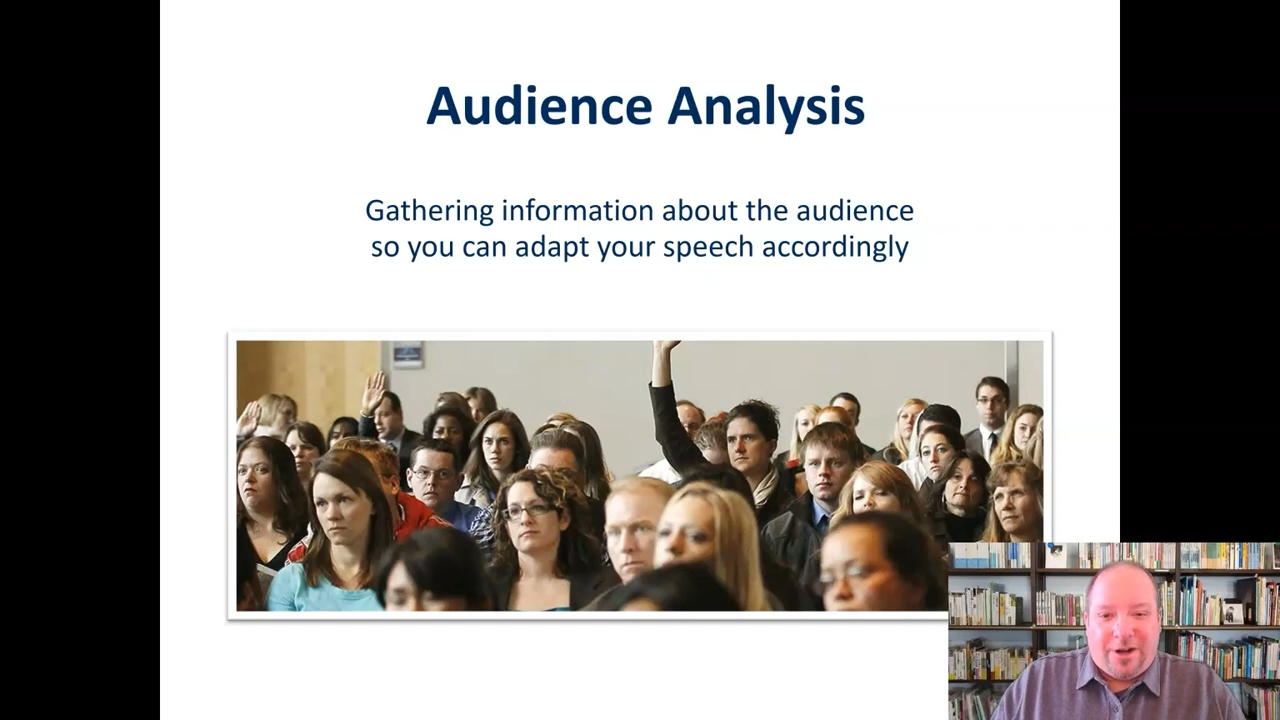 Audience Analysis
Gathering information about the audience
so you can adapt your speech accordingly